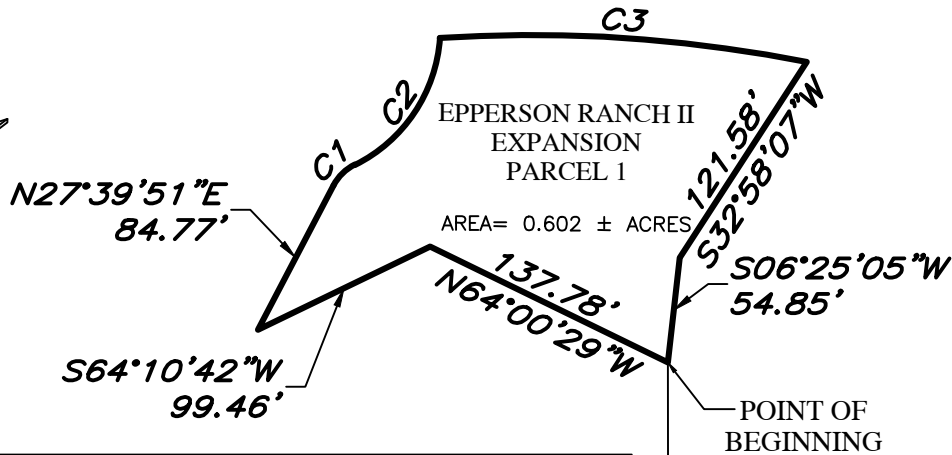 C3
C2
C1
EPPERSON RANCH II
EXPANSION
PARCEL 1
AREA= 0.602 ± ACRES
121.58'
S32°58'07"W
N27°39'51"E
84.77'
137.78'
N64°00'29"W
S06°25'05"W
54.85'
S64°10'42"W
99.46'
POINT OF
BEGINNING